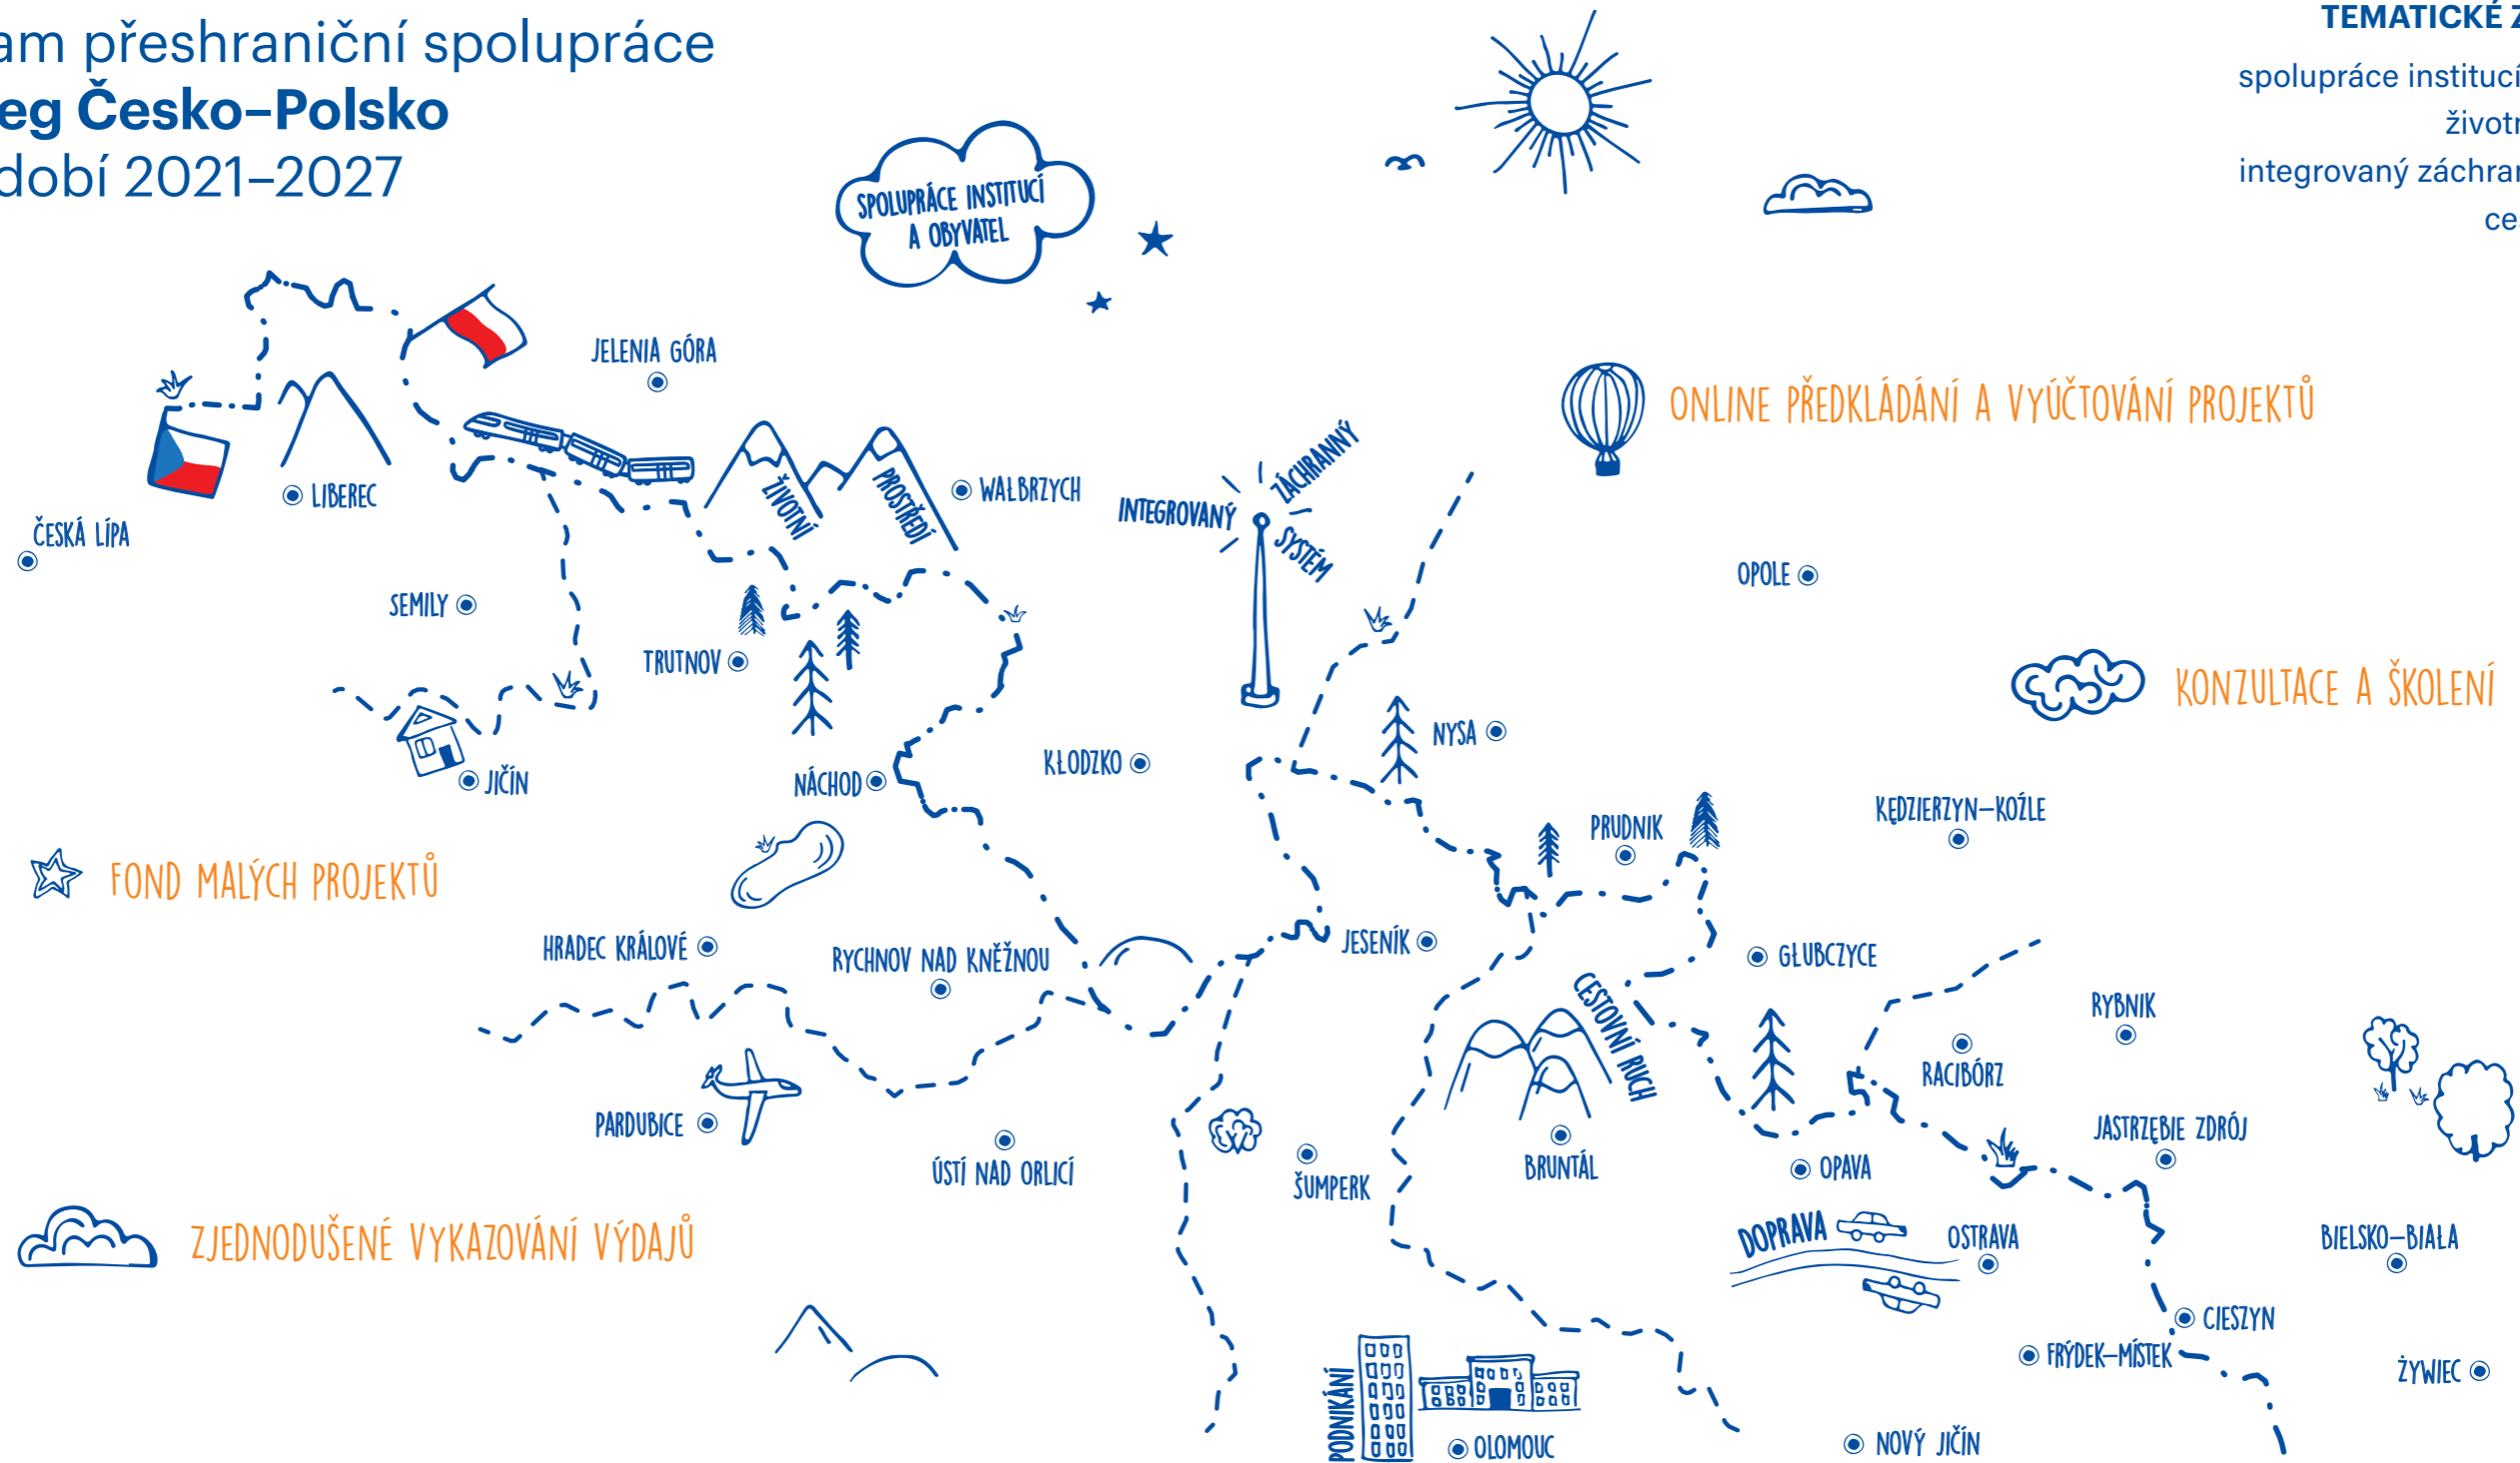 am přeshraniční spolupráce
eg Česko–Polsko
dobí 2021–2027
TEMATICKÉ Z
spolupráce institucí
životn
integrovaný záchran
ce
SPOLUPRÁCE INSTITUCÍ
A OBYVATEL
JELENIA GÓRA
ONLINE PŘEDKLÁDÁNÍ A VYÚČTOVÁNÍ PROJEKTŮ
LIBEREC
ŽIVOTNÍ
PROSTŘEDÍ
WAŁBRZYCH
INTEGROVANÝ
ZÁCHRANNÝ
SYSTÉM
ČESKÁ LÍPA
OPOLE
SEMILY
TRUTNOV
KONZULTACE A ŠKOLENÍ
NYSA
JIČÍN
NÁCHOD
KŁODZKO
PRUDNIK
KĘDZIERZYN–KOŹLE
FOND MALÝCH PROJEKTŮ
HRADEC KRÁLOVÉ
RYCHNOV NAD KNĚŽNOU
JESENÍK
GŁUBCZYCE
CESTOVNÍ RUCH
RYBNIK
RACIBÓRZ
PARDUBICE
ÚSTÍ NAD ORLICÍ
ŠUMPERK
BRUNTÁL
OPAVA
JASTRZĘBIE ZDRÓJ
ZJEDNODUŠENÉ VYKAZOVÁNÍ VÝDAJŮ
DOPRAVA
OSTRAVA
BIELSKO–BIAŁA
CIESZYN
FRÝDEK–MÍSTEK
ŻYWIEC
PODNIKÁNÍ
OLOMOUC
NOVÝ JIČÍN